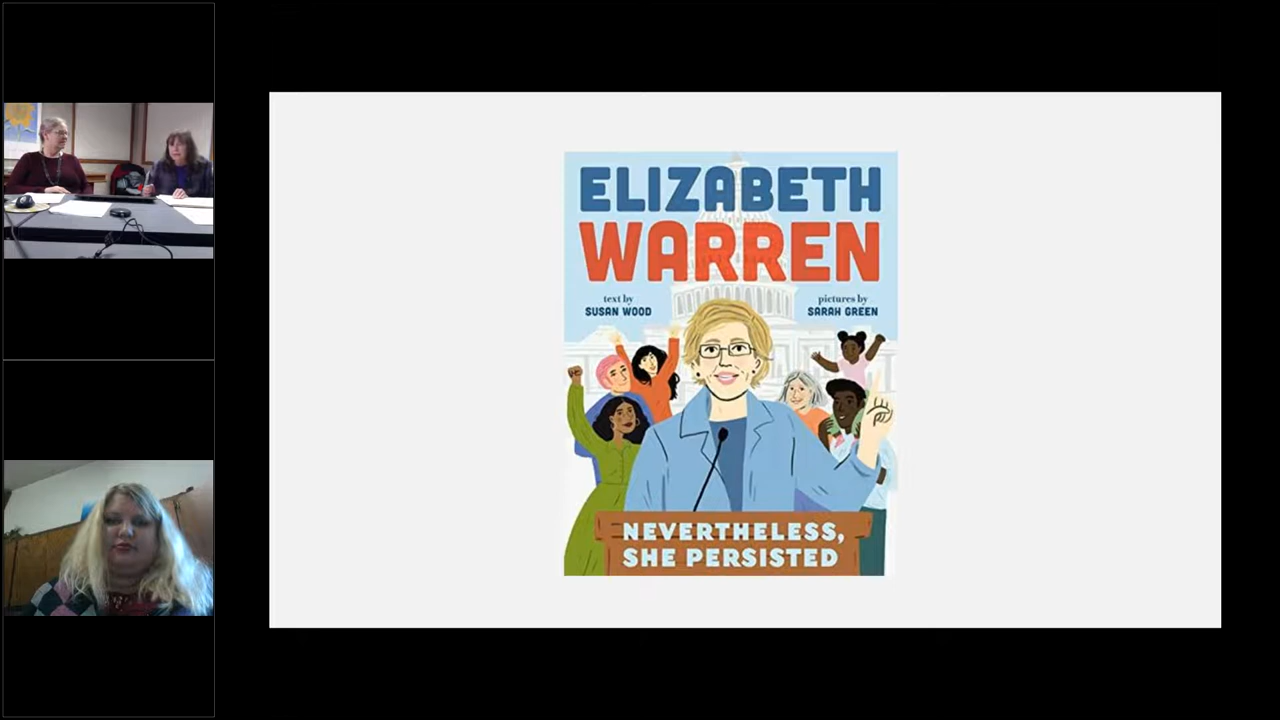 ELIZABETH
WARREN
text by
SUSAN WOOD
pictures by
SARAH GREEN
NEVERTHELESS,
SHE PERSISTED